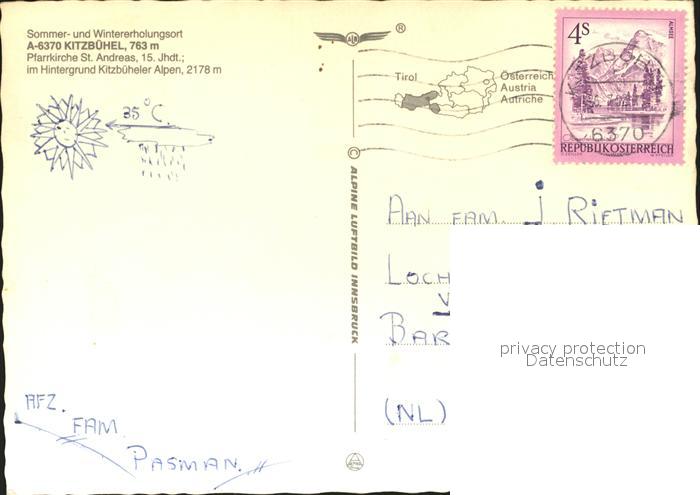 Sommer- und Wintererholungsort
A-6370 KITZBÜHEL, 763 m
Pfarrkirche St. Andreas, 15. Jhdt.;
im Hintergrund Kitzbüheler Alpen, 2178 m
35°C.
®
Tirol
Österreich
Austria
Autriche
4S
ALMSEE
6370
REPUBLIK ÖSTERREICH
© ALPINE LUFTBILD INNSBRUCK
AAN FAM. J RIETMAN
LOCH
V
BAR
(NL)
privacy protection
Datenschutz
AFZ.
FAM.
PASMAN.